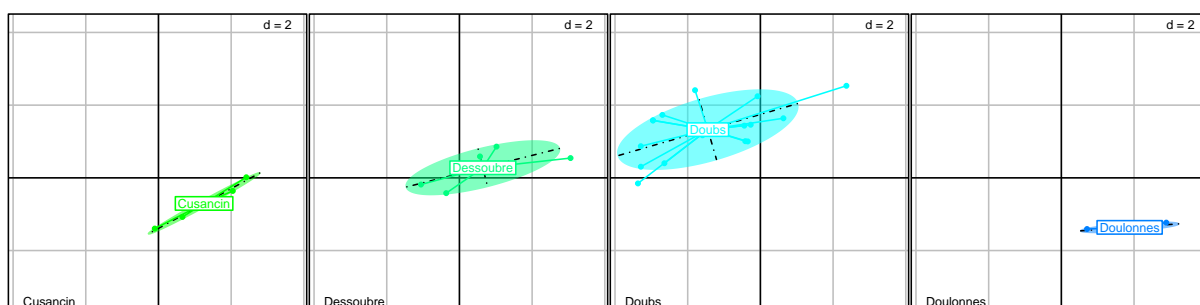 d = 2
d = 2
d = 2
d = 2
Cusancin
Dessoubre
Doubs
Doulonnes
Cusancin
Dessoubre
Doubs
Doulonnes